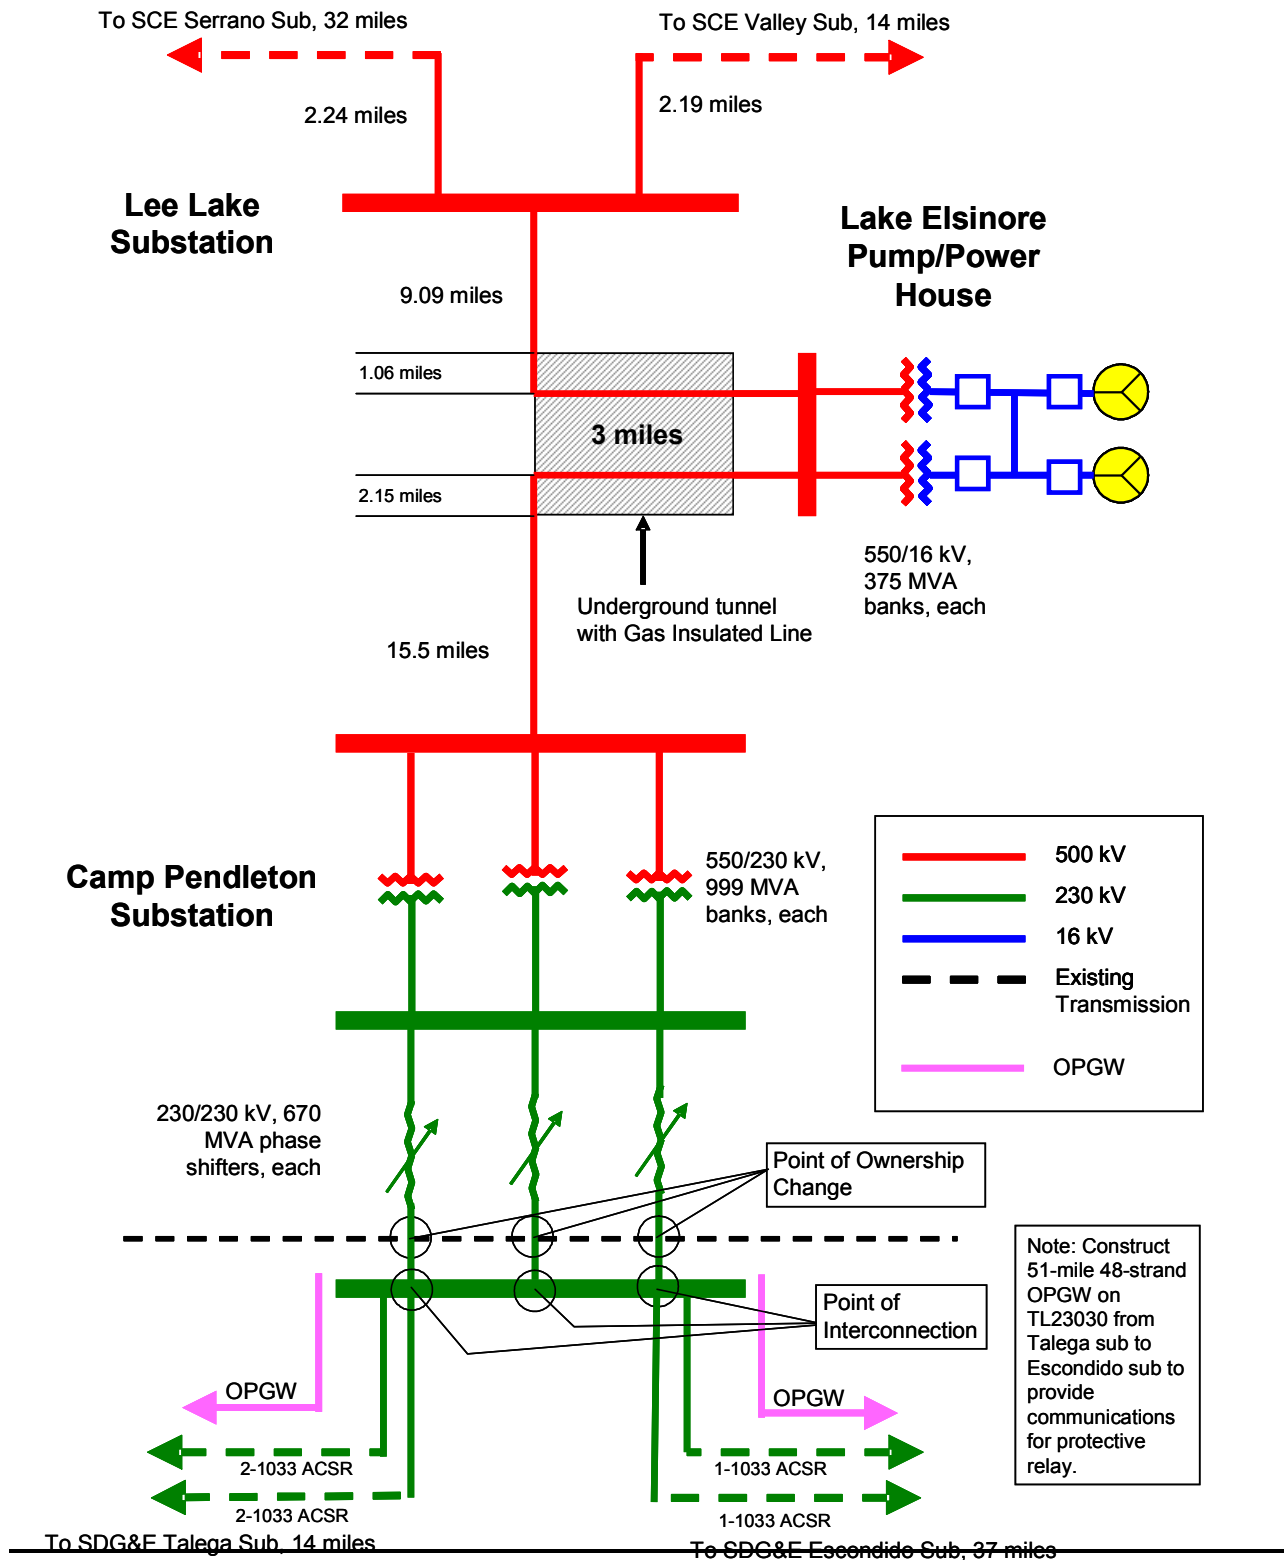 To SCE Serrano Sub, 32 miles
To SCE Valley Sub, 14 miles
2.24 miles
2.19 miles
Lee Lake
Substation
Lake Elsinore
Pump/Power
House
9.09 miles
1.06 miles
3 miles
2.15 miles
550/16 kV,
375 MVA
banks, each
Underground tunnel
with Gas Insulated Line
15.5 miles
Camp Pendleton
Substation
550/230 kV,
999 MVA
banks, each
500 kV
230 kV
16 kV
Existing
Transmission
OPGW
230/230 kV, 670
MVA phase
shifters, each
Point of Ownership
Change
Point of
Interconnection
Note: Construct
51-mile 48-strand
OPGW on
TL23030 from
Talega sub to
Escondido sub to
provide
communications
for protective
relay.
OPGW
OPGW
2-1033 ACSR
1-1033 ACSR
2-1033 ACSR
1-1033 ACSR
To SDG&E Talega Sub, 14 miles
To SDG&E Escondido Sub, 37 miles